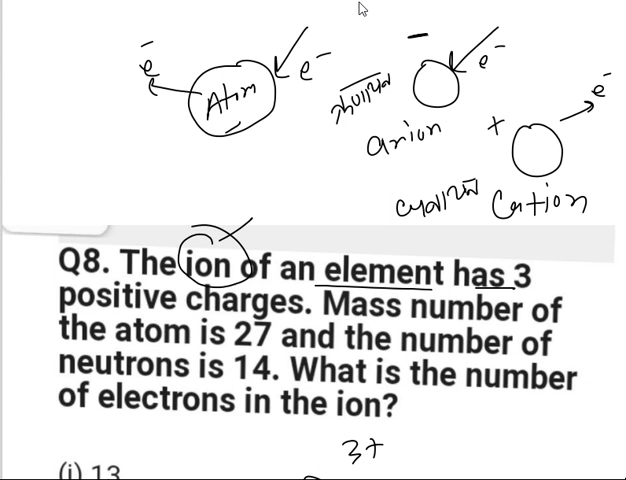 e⁻
Atom
e⁻
e⁻
anion
e⁻
+
Cation
Q8. The ion of an element has 3
positive charges. Mass number of
the atom is 27 and the number of
neutrons is 14. What is the number
of electrons in the ion?
3+
(i) 13